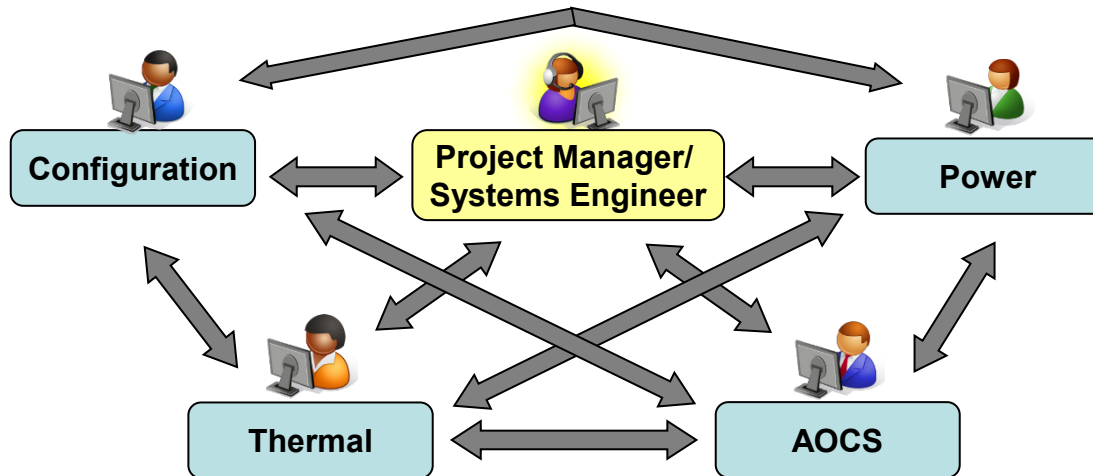 Configuration
Project Manager/
Systems Engineer
Power
Thermal
AOCS